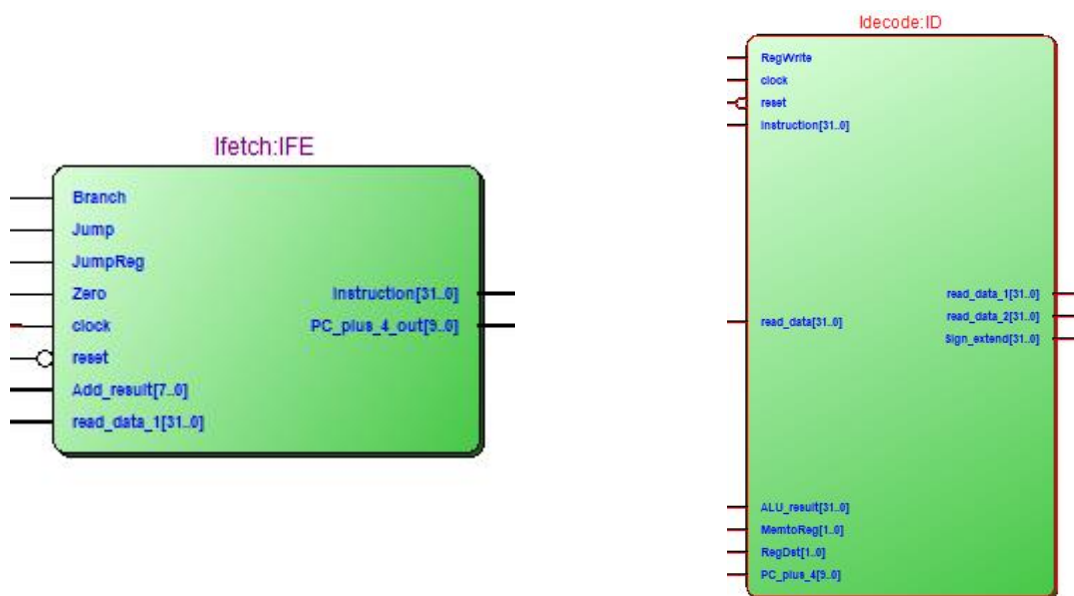 Ifetch:IFE
Branch
Jump
JumpReg
Zero
clock
reset
Add_result[7..0]
read_data_1[31..0]
Instruction[31..0]
PC_plus_4_out[9..0]
Idecode:ID
RegWrite
clock
reset
Instruction[31..0]
read_data[31..0]
ALU_result[31..0]
MemtoReg[1..0]
RegDst[1..0]
PC_plus_4[9..0]
read_data_1[31..0]
read_data_2[31..0]
Sign_extend[31..0]